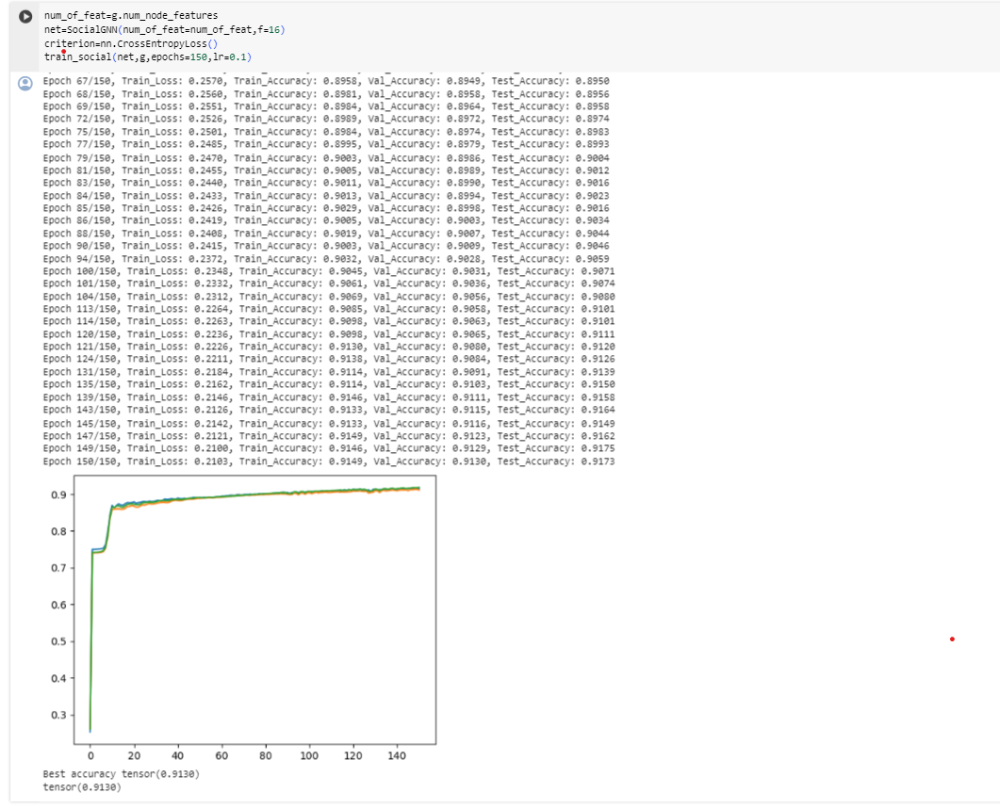 num_of_feat=g.num_node_features
net=SocialGNN(num_of_feat=num_of_feat,f=16)
criterion=nn.CrossEntropyLoss()
train_social(net,g,epochs=150,lr=0.1)
Epoch 67/150, Train_Loss: 0.2570, Train_Accuracy: 0.8958, Val_Accuracy: 0.8949, Test_Accuracy: 0.8950
Epoch 68/150, Train_Loss: 0.2560, Train_Accuracy: 0.8981, Val_Accuracy: 0.8958, Test_Accuracy: 0.8956
Epoch 69/150, Train_Loss: 0.2551, Train_Accuracy: 0.8984, Val_Accuracy: 0.8964, Test_Accuracy: 0.8958
Epoch 72/150, Train_Loss: 0.2526, Train_Accuracy: 0.8989, Val_Accuracy: 0.8972, Test_Accuracy: 0.8974
Epoch 75/150, Train_Loss: 0.2501, Train_Accuracy: 0.8984, Val_Accuracy: 0.8974, Test_Accuracy: 0.8983
Epoch 77/150, Train_Loss: 0.2485, Train_Accuracy: 0.8995, Val_Accuracy: 0.8979, Test_Accuracy: 0.8993
Epoch 79/150, Train_Loss: 0.2470, Train_Accuracy: 0.9003, Val_Accuracy: 0.8986, Test_Accuracy: 0.9004
Epoch 81/150, Train_Loss: 0.2455, Train_Accuracy: 0.9005, Val_Accuracy: 0.8989, Test_Accuracy: 0.9012
Epoch 83/150, Train_Loss: 0.2440, Train_Accuracy: 0.9011, Val_Accuracy: 0.8990, Test_Accuracy: 0.9016
Epoch 84/150, Train_Loss: 0.2433, Train_Accuracy: 0.9013, Val_Accuracy: 0.8994, Test_Accuracy: 0.9023
Epoch 85/150, Train_Loss: 0.2426, Train_Accuracy: 0.9029, Val_Accuracy: 0.8998, Test_Accuracy: 0.9016
Epoch 86/150, Train_Loss: 0.2419, Train_Accuracy: 0.9005, Val_Accuracy: 0.9003, Test_Accuracy: 0.9034
Epoch 88/150, Train_Loss: 0.2408, Train_Accuracy: 0.9019, Val_Accuracy: 0.9007, Test_Accuracy: 0.9044
Epoch 90/150, Train_Loss: 0.2415, Train_Accuracy: 0.9003, Val_Accuracy: 0.9009, Test_Accuracy: 0.9046
Epoch 94/150, Train_Loss: 0.2372, Train_Accuracy: 0.9032, Val_Accuracy: 0.9028, Test_Accuracy: 0.9059
Epoch 100/150, Train_Loss: 0.2348, Train_Accuracy: 0.9045, Val_Accuracy: 0.9031, Test_Accuracy: 0.9071
Epoch 101/150, Train_Loss: 0.2332, Train_Accuracy: 0.9061, Val_Accuracy: 0.9036, Test_Accuracy: 0.9074
Epoch 104/150, Train_Loss: 0.2312, Train_Accuracy: 0.9069, Val_Accuracy: 0.9056, Test_Accuracy: 0.9080
Epoch 113/150, Train_Loss: 0.2264, Train_Accuracy: 0.9085, Val_Accuracy: 0.9058, Test_Accuracy: 0.9101
Epoch 114/150, Train_Loss: 0.2263, Train_Accuracy: 0.9098, Val_Accuracy: 0.9063, Test_Accuracy: 0.9101
Epoch 120/150, Train_Loss: 0.2236, Train_Accuracy: 0.9098, Val_Accuracy: 0.9065, Test_Accuracy: 0.9111
Epoch 121/150, Train_Loss: 0.2226, Train_Accuracy: 0.9130, Val_Accuracy: 0.9080, Test_Accuracy: 0.9120
Epoch 124/150, Train_Loss: 0.2211, Train_Accuracy: 0.9138, Val_Accuracy: 0.9084, Test_Accuracy: 0.9126
Epoch 131/150, Train_Loss: 0.2184, Train_Accuracy: 0.9114, Val_Accuracy: 0.9091, Test_Accuracy: 0.9139
Epoch 135/150, Train_Loss: 0.2162, Train_Accuracy: 0.9114, Val_Accuracy: 0.9103, Test_Accuracy: 0.9150
Epoch 139/150, Train_Loss: 0.2146, Train_Accuracy: 0.9146, Val_Accuracy: 0.9111, Test_Accuracy: 0.9158
Epoch 143/150, Train_Loss: 0.2126, Train_Accuracy: 0.9133, Val_Accuracy: 0.9115, Test_Accuracy: 0.9164
Epoch 145/150, Train_Loss: 0.2142, Train_Accuracy: 0.9133, Val_Accuracy: 0.9116, Test_Accuracy: 0.9149
Epoch 147/150, Train_Loss: 0.2121, Train_Accuracy: 0.9149, Val_Accuracy: 0.9123, Test_Accuracy: 0.9162
Epoch 149/150, Train_Loss: 0.2100, Train_Accuracy: 0.9146, Val_Accuracy: 0.9129, Test_Accuracy: 0.9175
Epoch 150/150, Train_Loss: 0.2103, Train_Accuracy: 0.9149, Val_Accuracy: 0.9130, Test_Accuracy: 0.9173
0.9
0.8
0.7
0.6
0.5
0.4
0.3
0 20 40 60 80 100 120 140
Best accuracy tensor(0.9130)
tensor(0.9130)